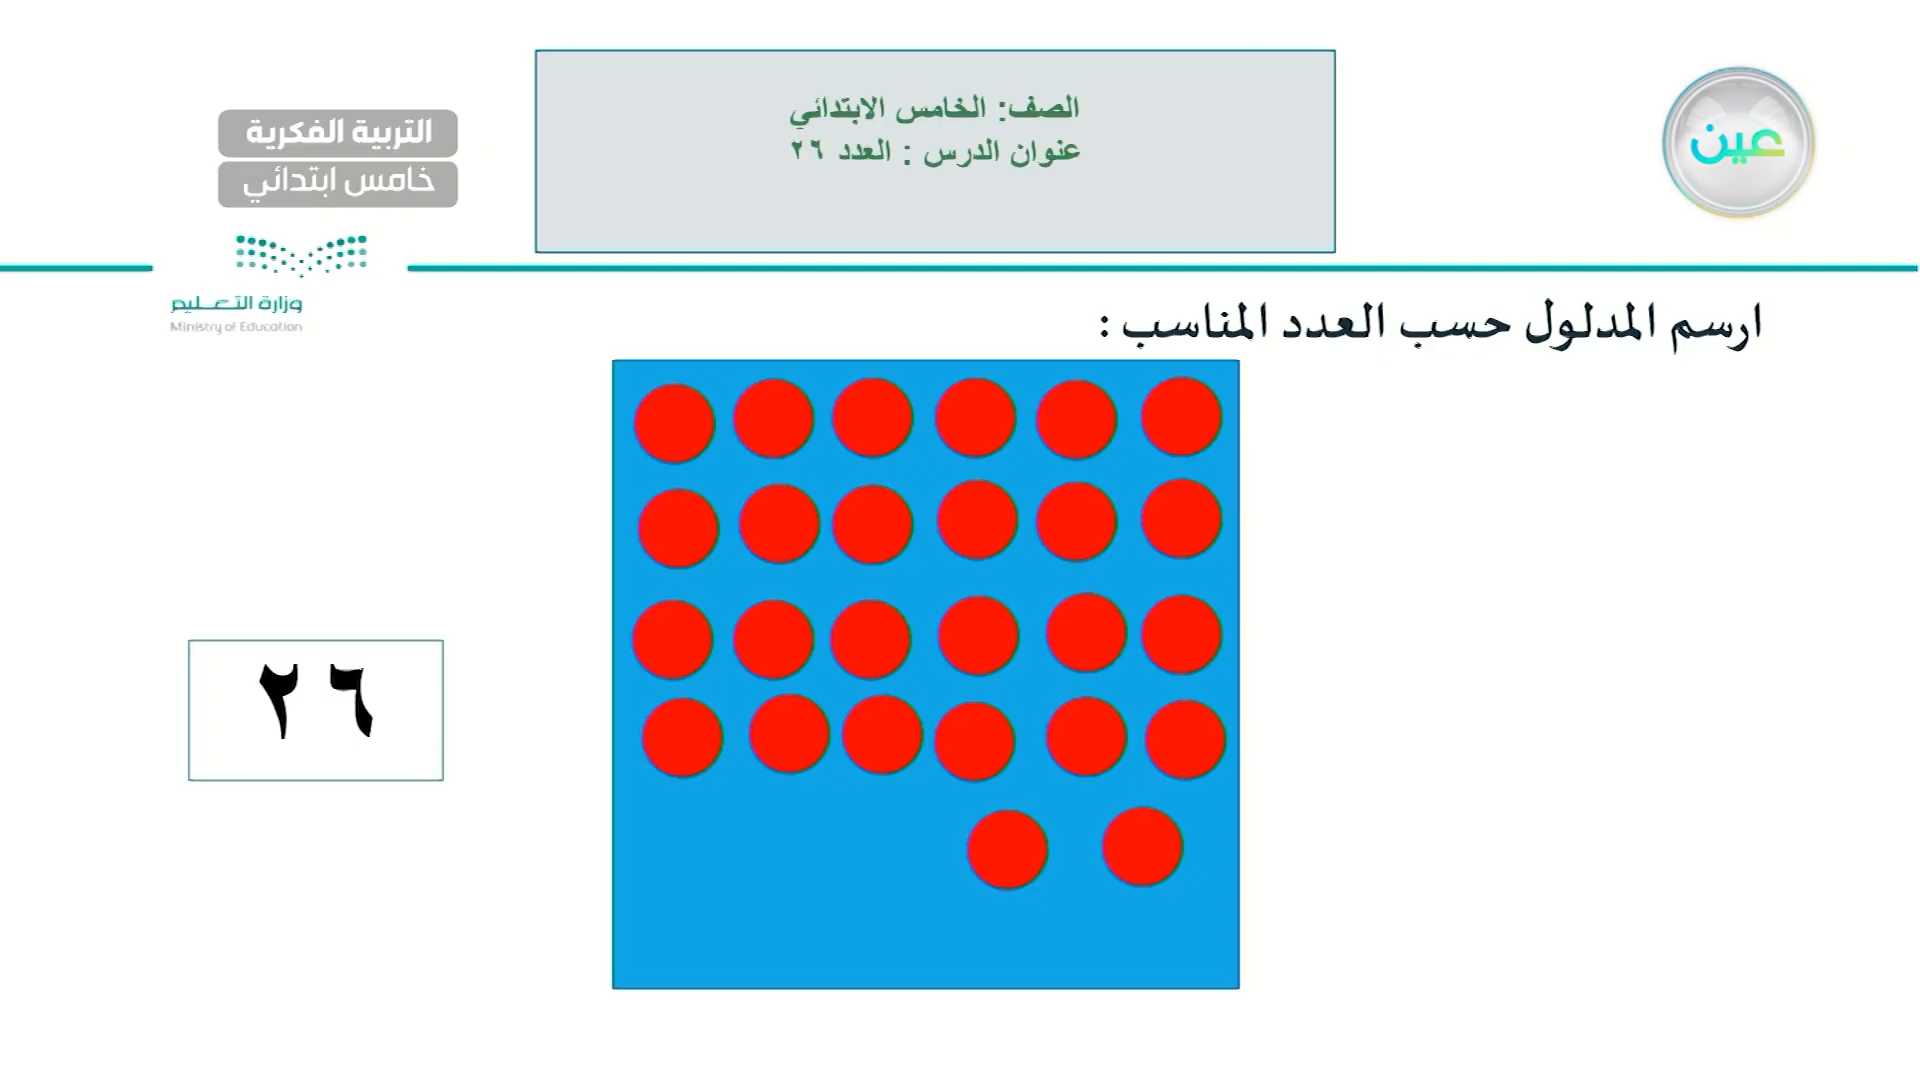 الصف: الخامس الابتدائي
عنوان الدرس : العدد ٢٦
عين
التربية الفكرية
خامس ابتدائي
وزارة التعليم
Ministry of Education
ارسم المدلول حسب العدد المناسب :
٢٦